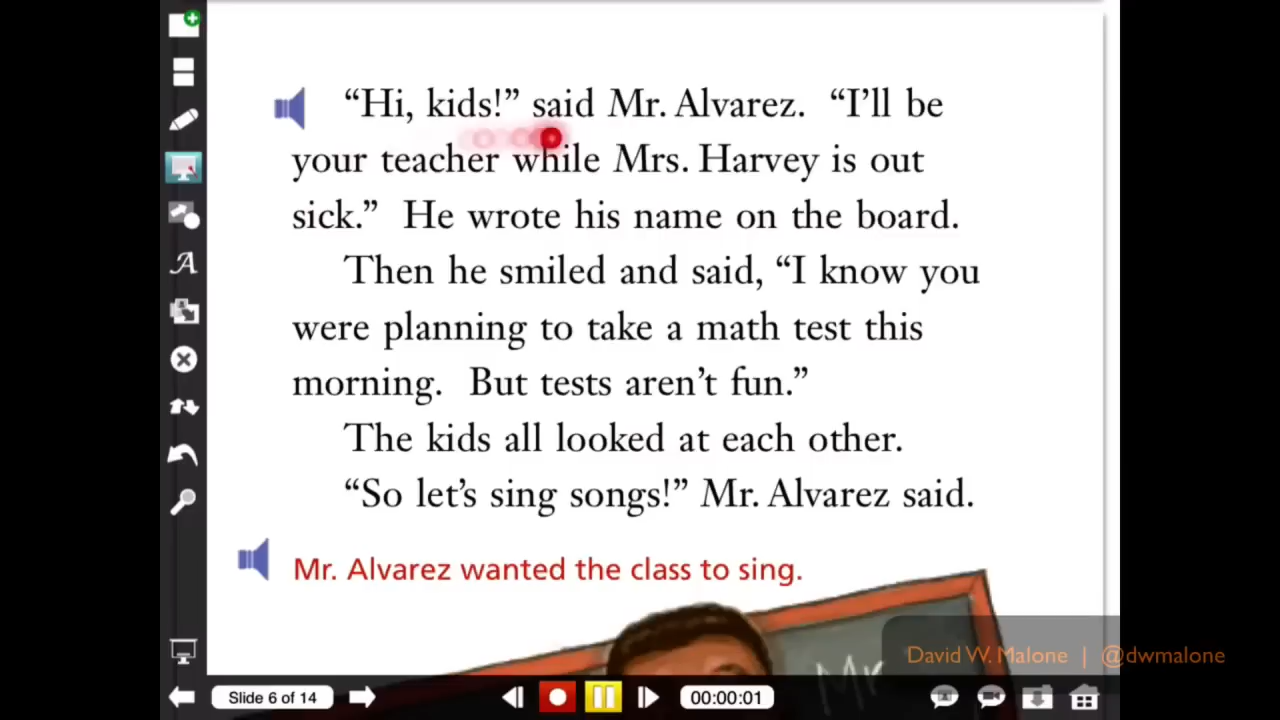 “Hi, kids!” said Mr. Alvarez. “I’ll be
your teacher while Mrs. Harvey is out
sick.” He wrote his name on the board.
Then he smiled and said, “I know you
were planning to take a math test this
morning. But tests aren’t fun.”
The kids all looked at each other.
“So let’s sing songs!” Mr. Alvarez said.
Mr. Alvarez wanted the class to sing.
Mr
David W. Malone | @dwmalone
Slide 6 of 14
00:00:01